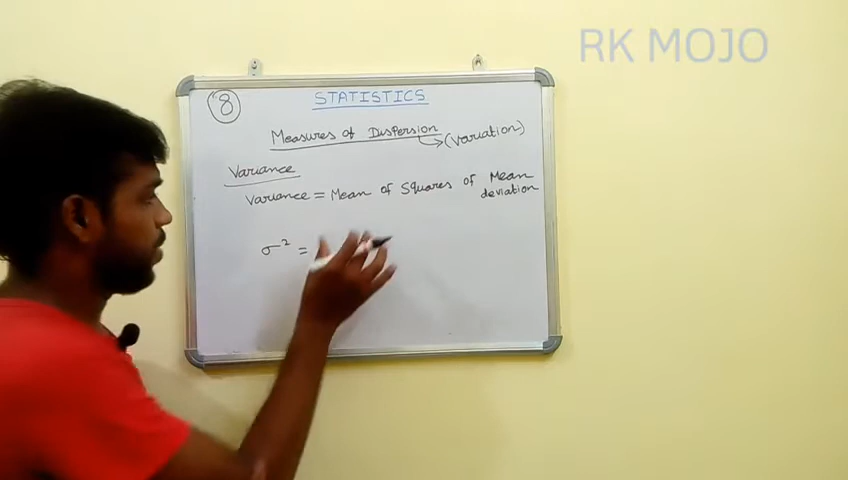 RK MOJO
8
STATISTICS
Measures of Dispersion
(Variation)
Variance
Variance = Mean of Squares of Mean
deviation
σ² =